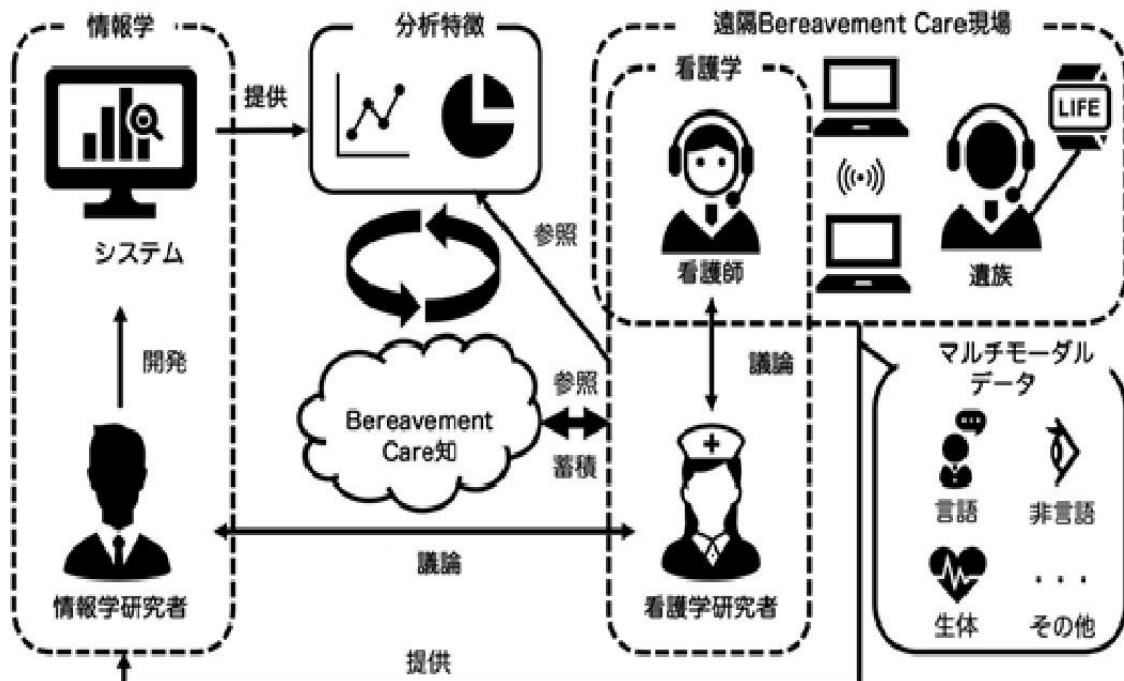 情報学
システム
開発
情報学研究者
提供
分析特徴
参照
Bereavement
Care知
参照
蓄積
議論
遠隔Bereavement Care現場
看護学
看護師
LIFE
遺族
議論
看護学研究者
マルチモーダル
データ
言語
非言語
生体
・・・
その他
提供